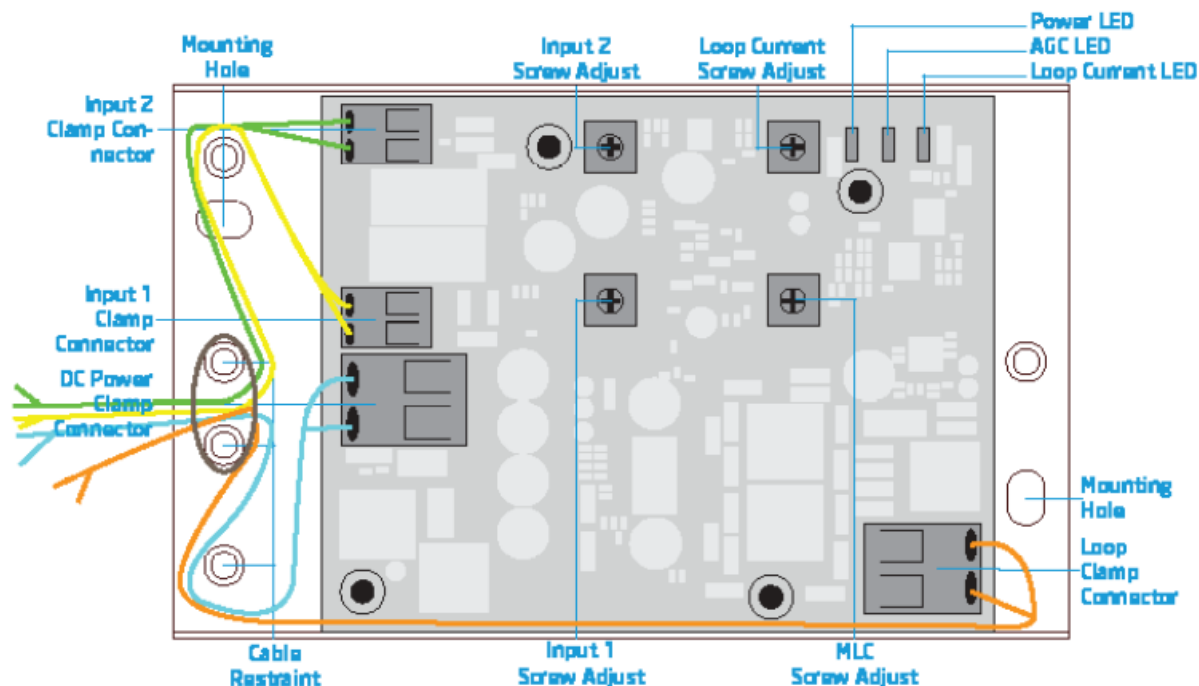 Power LED
AGC LED
Loop Current LED
Mounting
Hole
Input 2
Screw Adjust
Loop Current
Screw Adjust
Input 2
Clamp Con-
nector
Input 1
Clamp
Connector
DC Power
Clamp
Connector
Mounting
Hole
Loop
Clamp
Connector
Cable
Restraint
Input 1
Screw Adjust
MLC
Screw Adjust